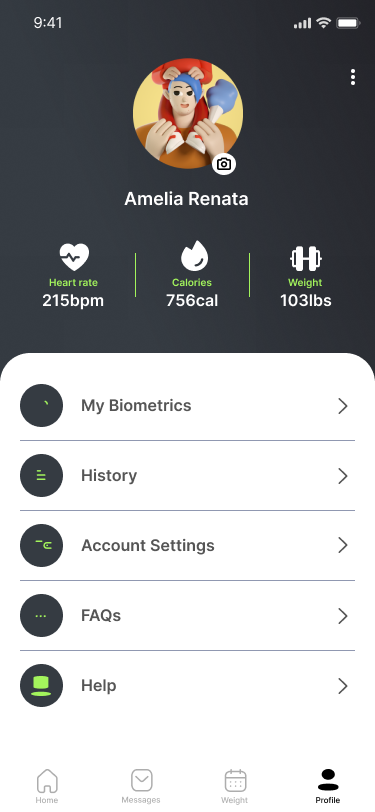 9:41
Amelia Renata
Heart rate
215bpm
Calories
756cal
Weight
103lbs
My Biometrics
History
Account Settings
FAQs
Help
Home
Messages
Weight
Profile